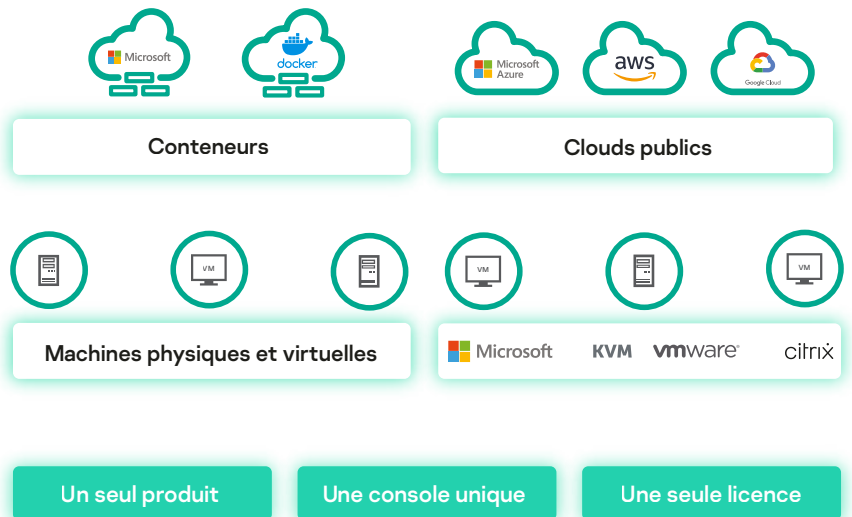 Microsoft
docker
Microsoft
Azure
aws
Google Cloud
Conteneurs
Clouds publics
VM
VM
VM
Machines physiques et virtuelles
Microsoft
KVM
vmware
citrix
Un seul produit
Une console unique
Une seule licence